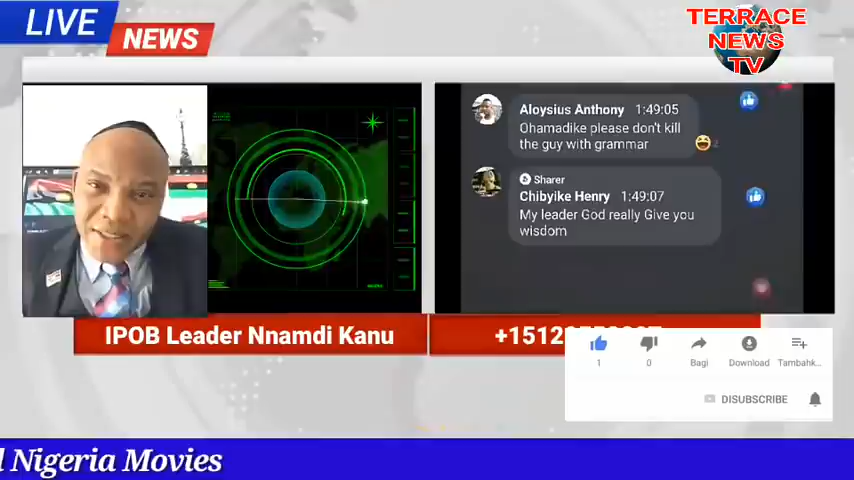 LIVE
NEWS
TERRACE
NEWS
TV
Aloysius Anthony 1:49:05
Ohamadike please don't kill
the guy with grammar
2
Sharer
Chibyike Henry 1:49:07
My leader God really Give you
wisdom
IPOB Leader Nnamdi Kanu
1
0
Bagi
Download
Tambahk...
DISUBSCRIBE
Nigeria Movies